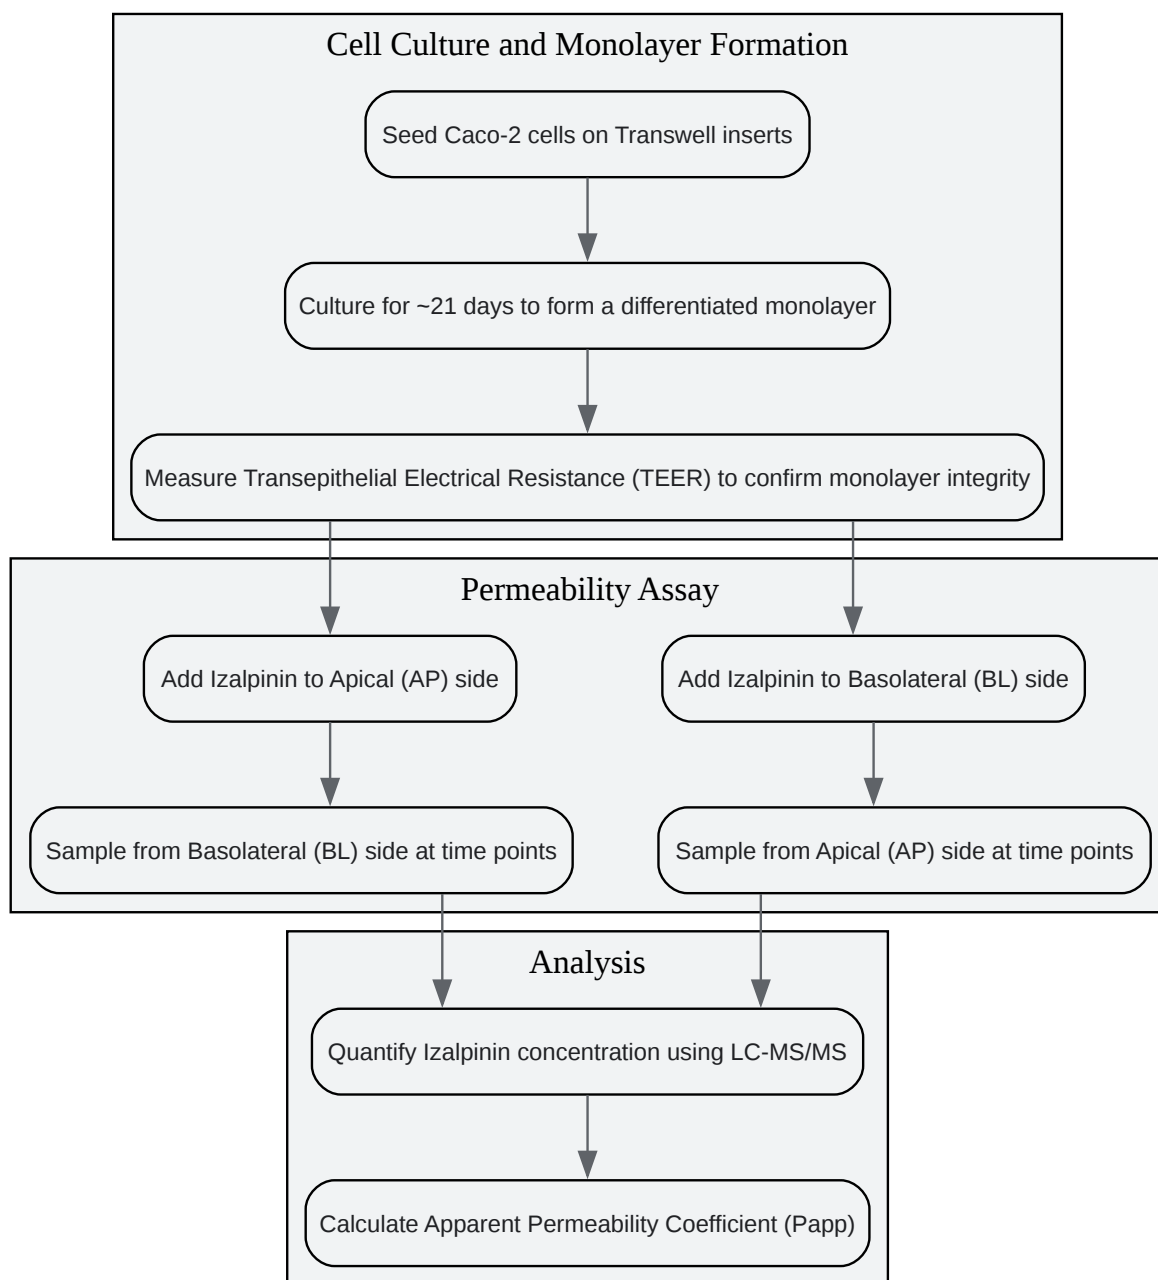 Cell Culture and Monolayer Formation
Seed Caco-2 cells on Transwell inserts
Culture for ~21 days to form a differentiated monolayer
Measure Transepithelial Electrical Resistance (TEER) to confirm monolayer integrity
Permeability Assay
Add Izalpinin to Apical (AP) side
Add Izalpinin to Basolateral (BL) side
Sample from Basolateral (BL) side at time points
Sample from Apical (AP) side at time points
Analysis
Quantify Izalpinin concentration using LC-MS/MS
Calculate Apparent Permeability Coefficient (Papp)